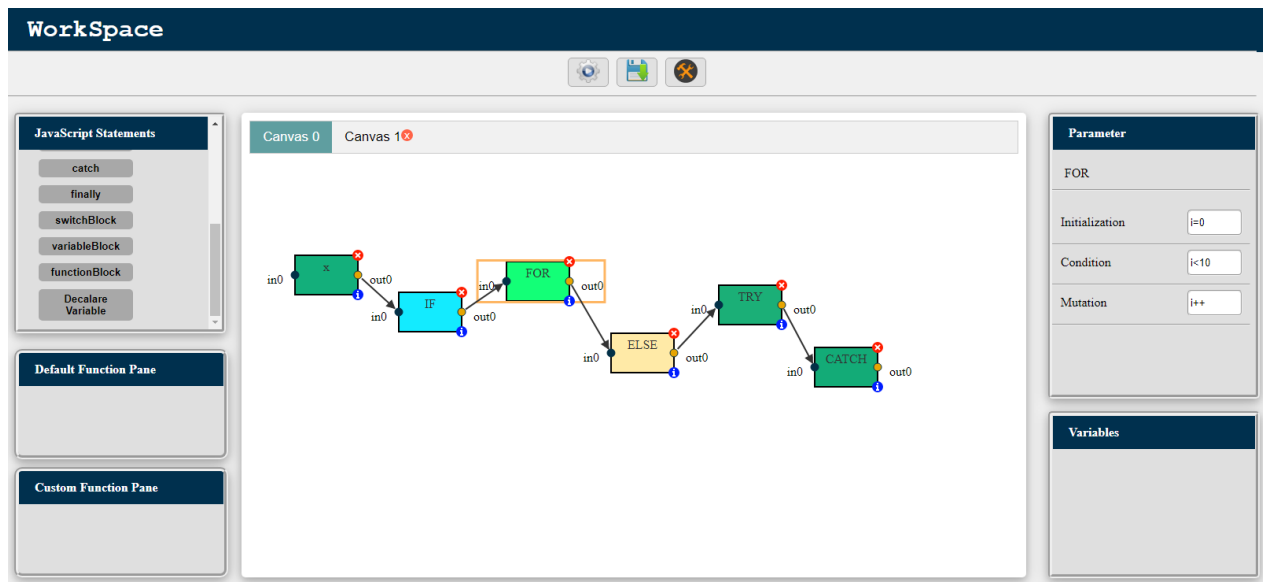 WorkSpace
JavaScript Statements
catch
finally
switchBlock
variableBlock
functionBlock
Decalare
Variable
Default Function Pane
Custom Function Pane
Canvas 0
Canvas 1
in0
x
out0
in0
IF
out0
in0
FOR
out0
in0
ELSE
out0
in0
TRY
out0
in0
CATCH
out0
Parameter
FOR
Initialization
i=0
Condition
i<10
Mutation
i++
Variables